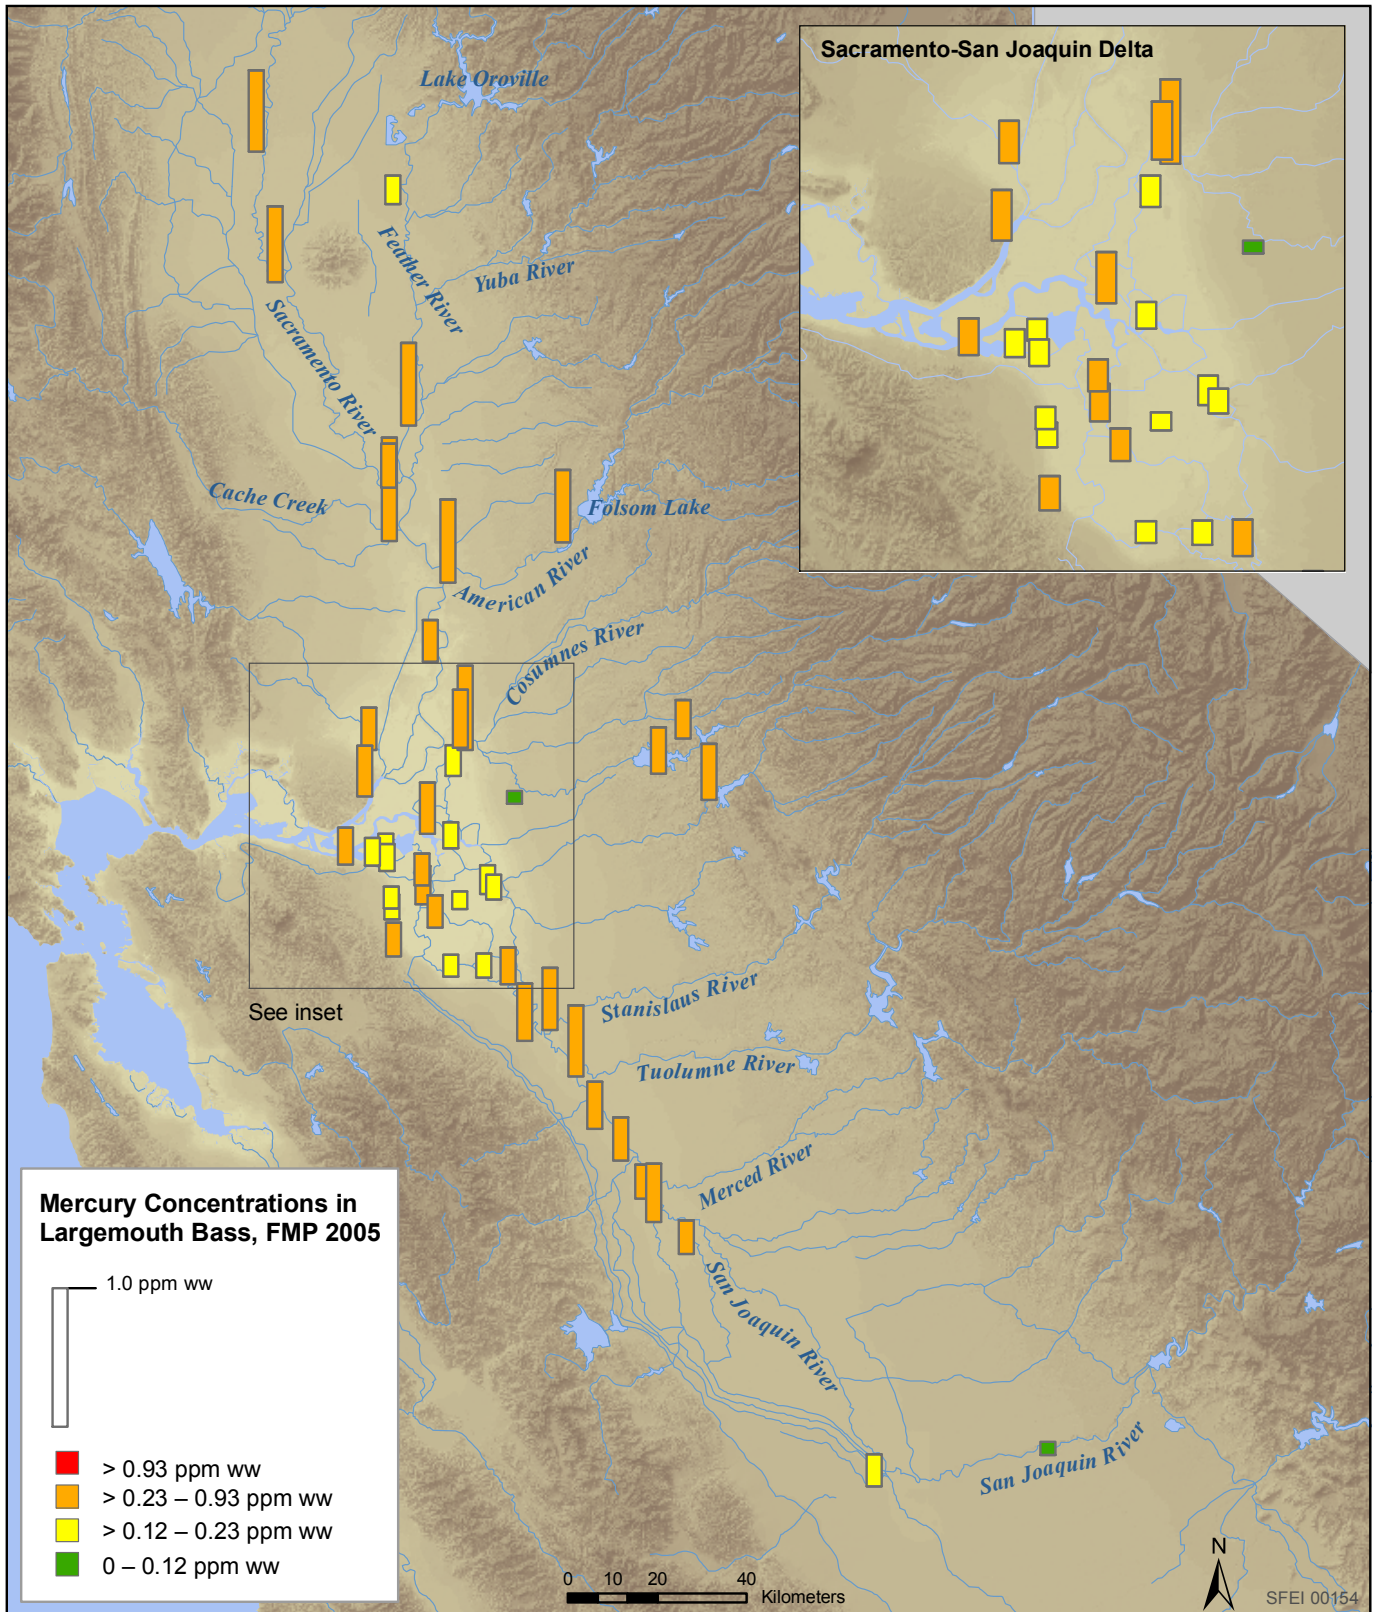 Sacramento-San Joaquin Delta
Lake Oroville
Feather River
Yuba River
Sacramento River
Cache Creek
Folsom Lake
American River
Cosumnes River
See inset
Stanislaus River
Tuolumne River
Merced River
San Joaquin River
San Joaquin River
Mercury Concentrations in
Largemouth Bass, FMP 2005
1.0 ppm ww
> 0.93 ppm ww
> 0.23 – 0.93 ppm ww
> 0.12 – 0.23 ppm ww
0 – 0.12 ppm ww
0 10 20 40
Kilometers
N
SFEI 00154